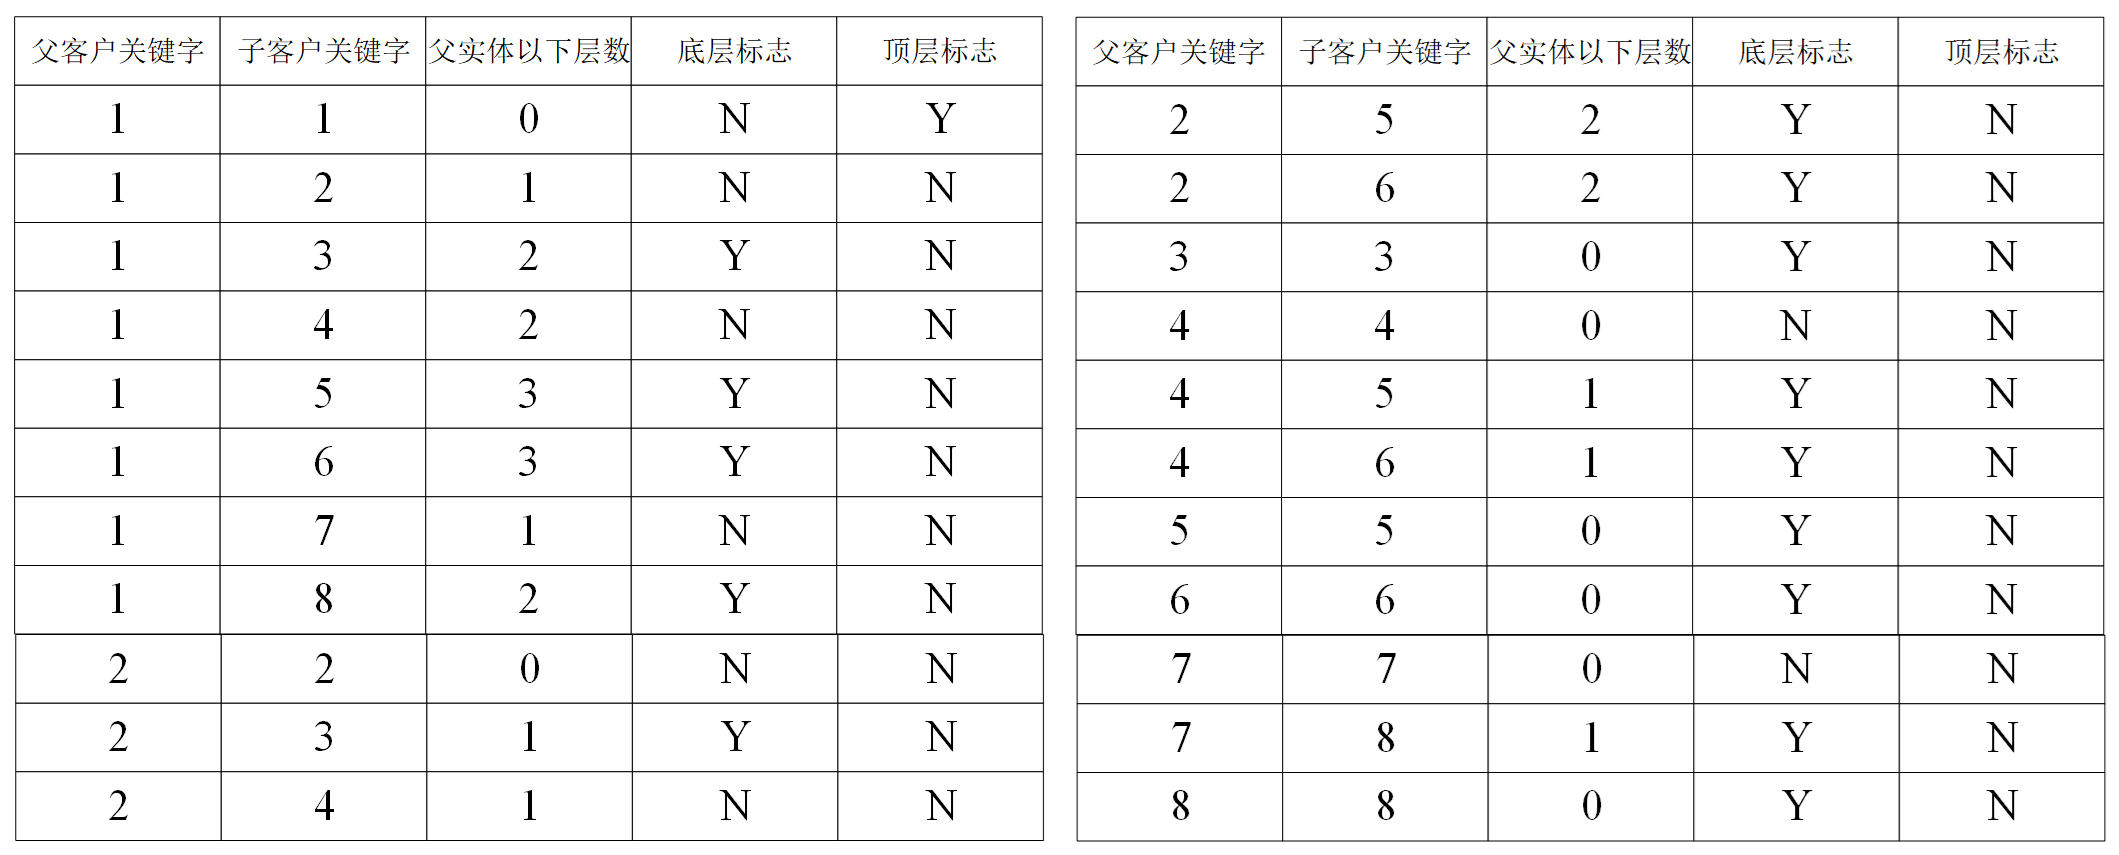 父客户关键字 子客户关键字 父实体以下层数 底层标志 顶层标志
1 1 0 N Y
1 2 1 N N
1 3 2 Y N
1 4 2 N N
1 5 3 Y N
1 6 3 Y N
1 7 1 N N
1 8 2 Y N
2 2 0 N N
2 3 1 Y N
2 4 1 N N
父客户关键字 子客户关键字 父实体以下层数 底层标志 顶层标志
2 5 2 Y N
2 6 2 Y N
3 3 0 Y N
4 4 0 N N
4 5 1 Y N
4 6 1 Y N
5 5 0 Y N
6 6 0 Y N
7 7 0 N N
7 8 1 Y N
8 8 0 Y N